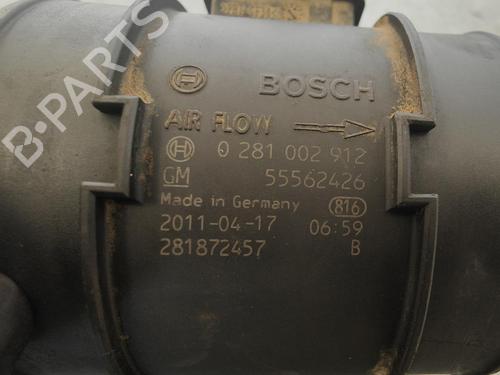 BOSCH
AIR FLOW
0 281 002 912
GM 55562426
Made in Germany 816
2011-04-17 06:59
281872457 B
B-PARTS